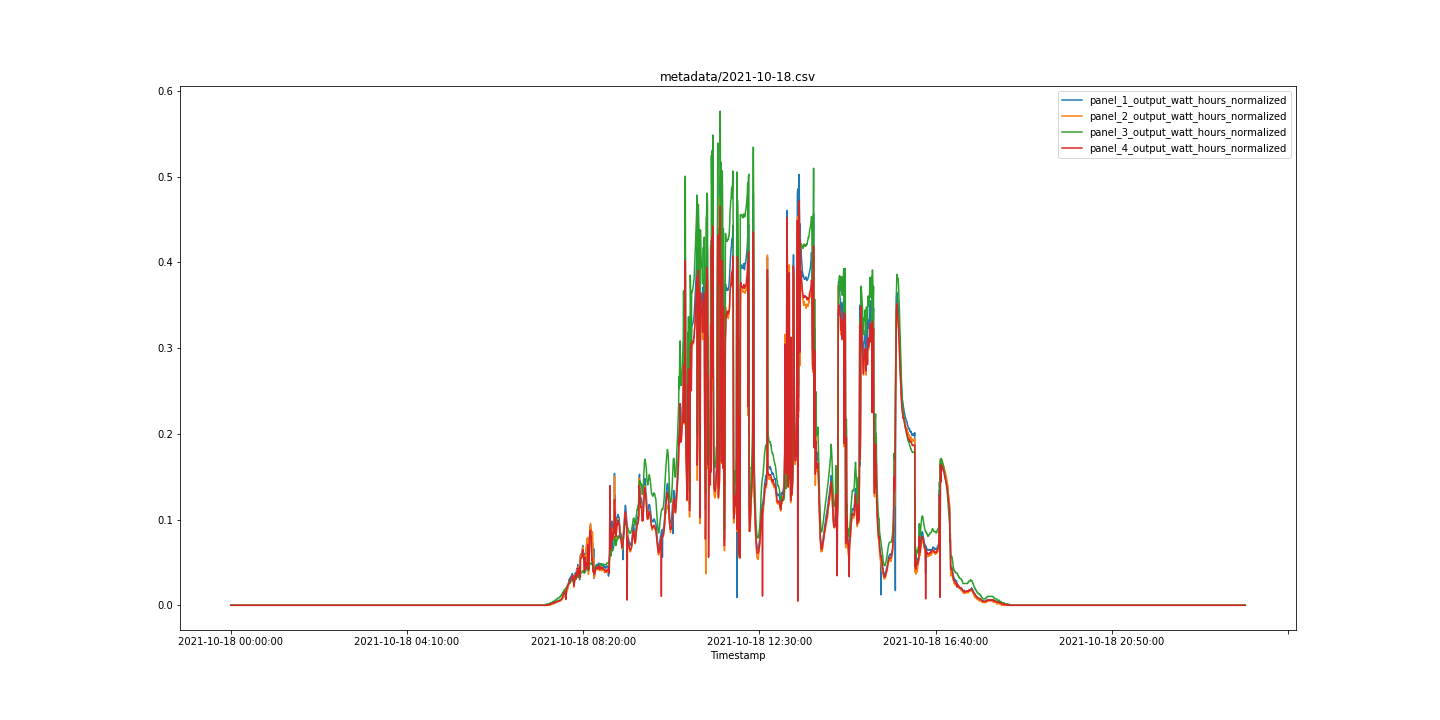 metadata/2021-10-18.csv
panel_1_output_watt_hours_normalized
panel_2_output_watt_hours_normalized
panel_3_output_watt_hours_normalized
panel_4_output_watt_hours_normalized
0.6
0.5
0.4
0.3
0.2
0.1
0.0
2021-10-18 00:00:00 2021-10-18 04:10:00 2021-10-18 08:20:00 2021-10-18 12:30:00 2021-10-18 16:40:00 2021-10-18 20:50:00
Timestamp